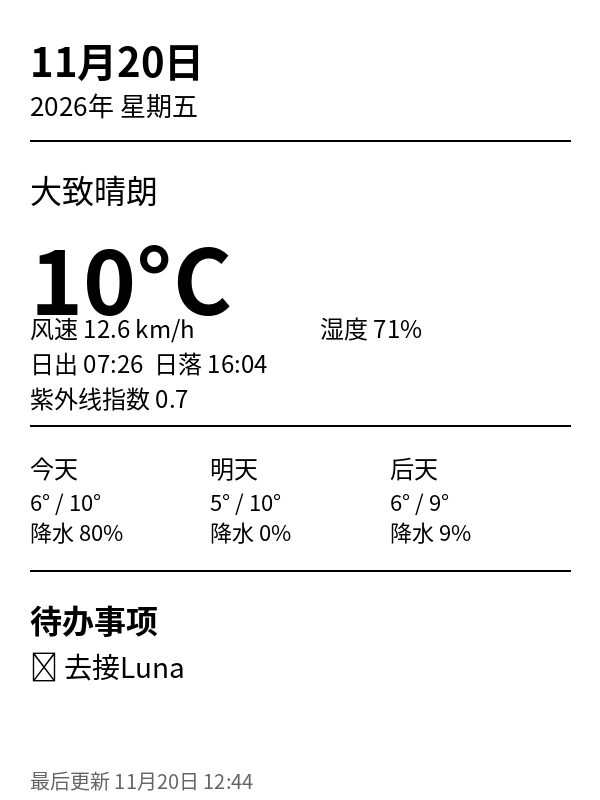 11月20日
2026年 星期五
大致晴朗
10°C
风速 12.6 km/h 湿度 71%
日出 07:26 日落 16:04
紫外线指数 0.7
今天 明天 后天
6° / 10° 5° / 10° 6° / 9°
降水 80% 降水 0% 降水 9%
待办事项
去接Luna
最后更新 11月20日 12:44